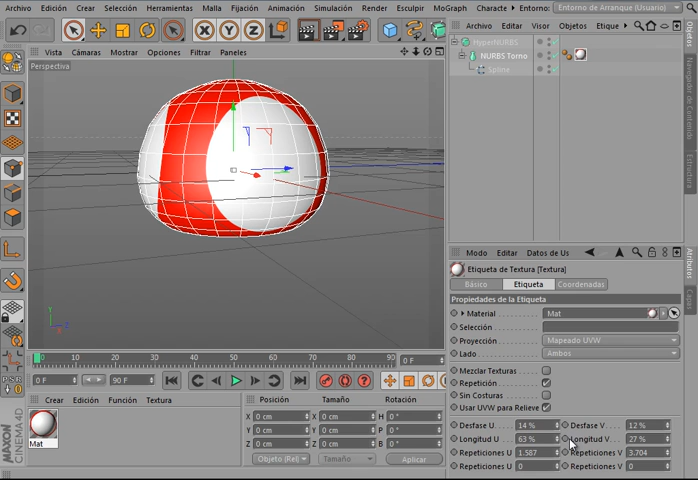 Archivo Edición Crear Selección Herramientas Malla Fijación Animación Simulación Render Esculpir MoGraph Characte Entorno: Entorno de Arranque (Usuario)
Archivo Editar Visor Objetos Etique
Vista Cámaras Mostrar Opciones Filtrar Paneles
Perspectiva
HyperNURBS
NURBS Torno
Spline
Objetos
Navegador de Contenido
Estructura
Modo Editar Datos de Us
Etiqueta de Textura [Textura]
Básico Etiqueta Coordenadas
Propiedades de la Etiqueta
Material Mat
Selección
Proyección Mapeado UVW
Lado Ambos
Mezclar Texturas
Repetición
Sin Costuras
Usar UVW para Relieve
Desfase U 14 % Desfase V 12 %
Longitud U 63 % Longitud V 27 %
Repeticiones U 1.587 Repeticiones V 3.704
Repeticiones U 0 Repeticiones V 0
Atributos
Capas
Y
Z
0 10 20 30 40 50 60 70 80 90 0 F
0 F 90 F
Crear Edición Función Textura
Mat
Posición Tamaño Rotación
X 0 cm X 0 cm H 0 °
Y 0 cm Y 0 cm P 0 °
Z 0 cm Z 0 cm B 0 °
Objeto (Rel) Tamaño Aplicar
PSR
MAXON
CINEMA4D